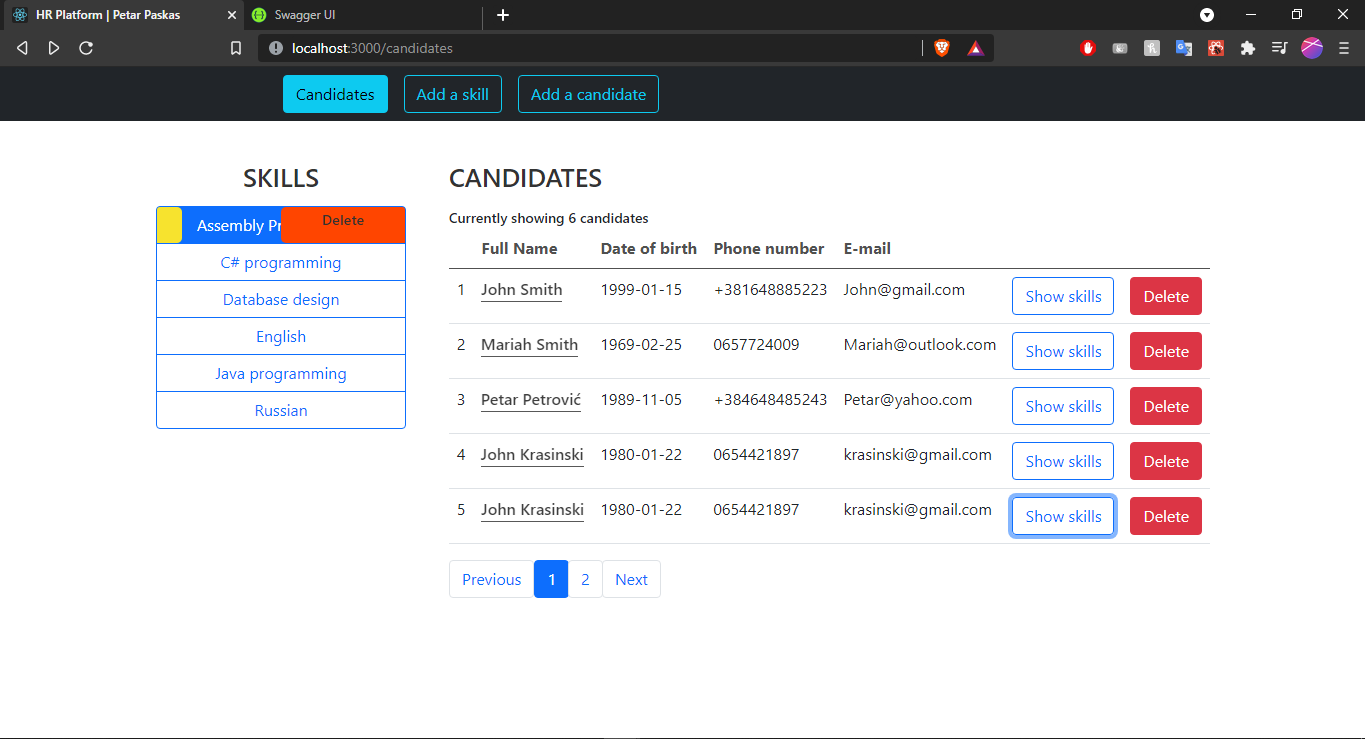 HR Platform | Petar Paskas
Swagger UI
localhost:3000/candidates
Candidates Add a skill Add a candidate
SKILLS
Assembly Pr Delete
C# programming
Database design
English
Java programming
Russian
CANDIDATES
Currently showing 6 candidates
Full Name Date of birth Phone number E-mail
1 John Smith 1999-01-15 +381648885223 John@gmail.com Show skills Delete
2 Mariah Smith 1969-02-25 0657724009 Mariah@outlook.com Show skills Delete
3 Petar Petrović 1989-11-05 +384648485243 Petar@yahoo.com Show skills Delete
4 John Krasinski 1980-01-22 0654421897 krasinski@gmail.com Show skills Delete
5 John Krasinski 1980-01-22 0654421897 krasinski@gmail.com Show skills Delete
Previous 1 2 Next